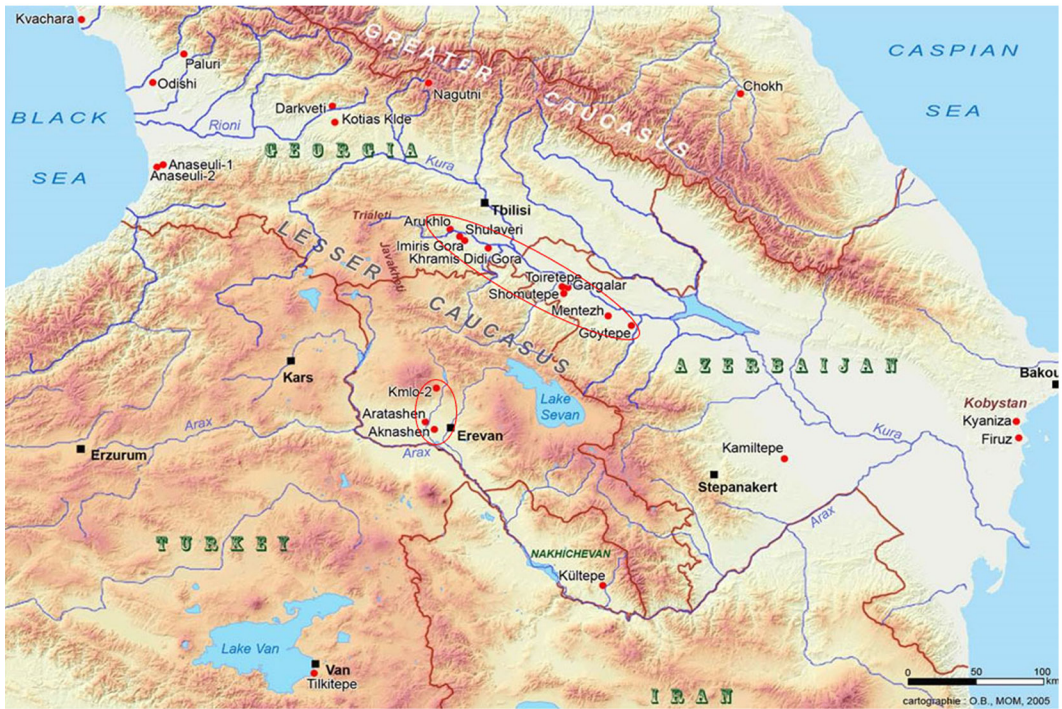 Kvachara
GREATER
CAUCASUS
CASPIAN
SEA
Paluri
Odishi
Nagutni
Chokh
Darkveti
Kotias Klde
BLACK
SEA
Rioni
GEORGIA
Kura
Anaseuli-1
Anaseuli-2
Tbilisi
Trialeti
Arukhlo
Shulaveri
Imiris Gora
Khramis Didi Gora
LESSER
CAUCASUS
Javakheti
Toiretepe
Gargalar
Shomutepe
Mentezh
Göytepe
AZERBAIJAN
Kars
Bakou
Kmlo-2
Lake
Sevan
Kobystan
Aratashen
Kyaniza
Aknashen
Erevan
Arax
Kura
Firuz
Erzurum
Arax
Kamiltepe
Stepanakert
Arax
TURKEY
NAKHICHEVAN
Kültepe
Lake Van
Van
Tilkitepe
IRAN
0 50 100
km
cartographie : O.B., MOM, 2005